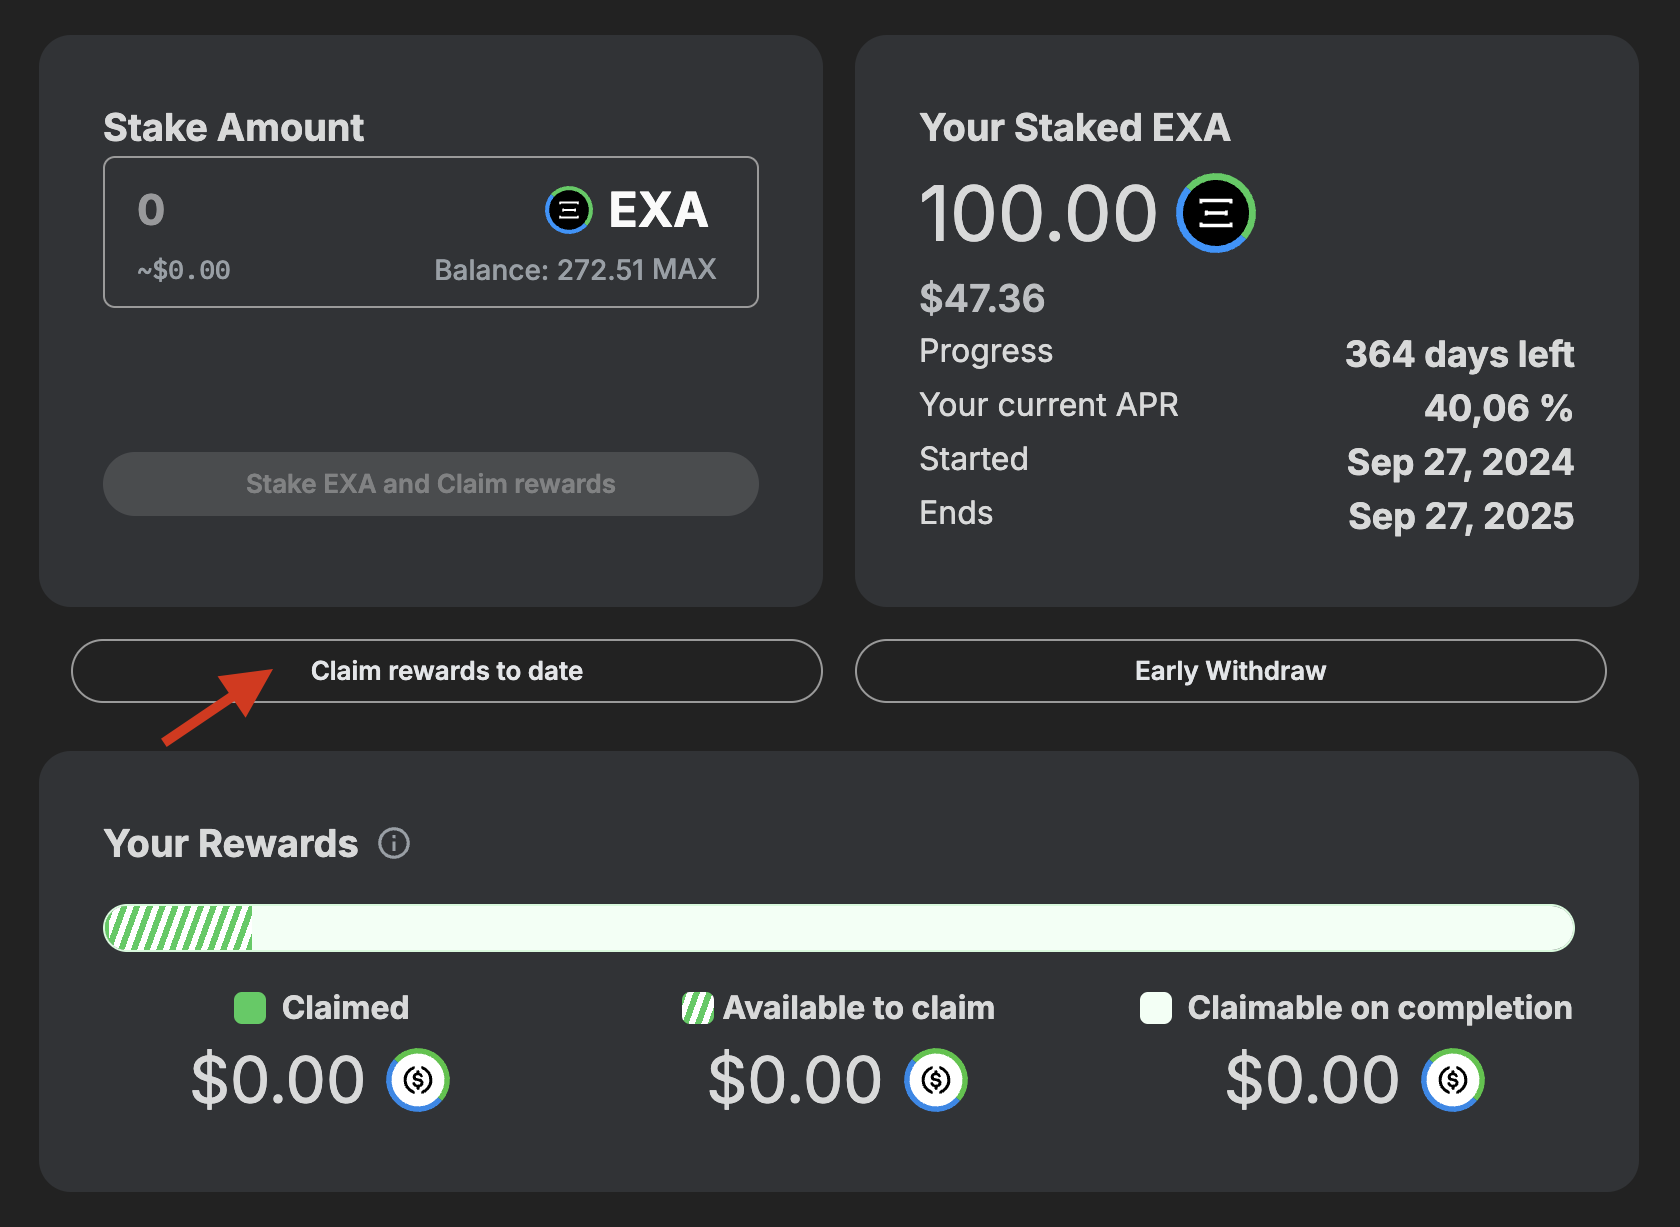 Stake Amount
0 EXA
~$0.00 Balance: 272.51 MAX
Stake EXA and Claim rewards
Your Staked EXA
100.00
$47.36
Progress 364 days left
Your current APR 40,06 %
Started Sep 27, 2024
Ends Sep 27, 2025
Claim rewards to date
Early Withdraw
Your Rewards
Claimed
$0.00
Available to claim
$0.00
Claimable on completion
$0.00